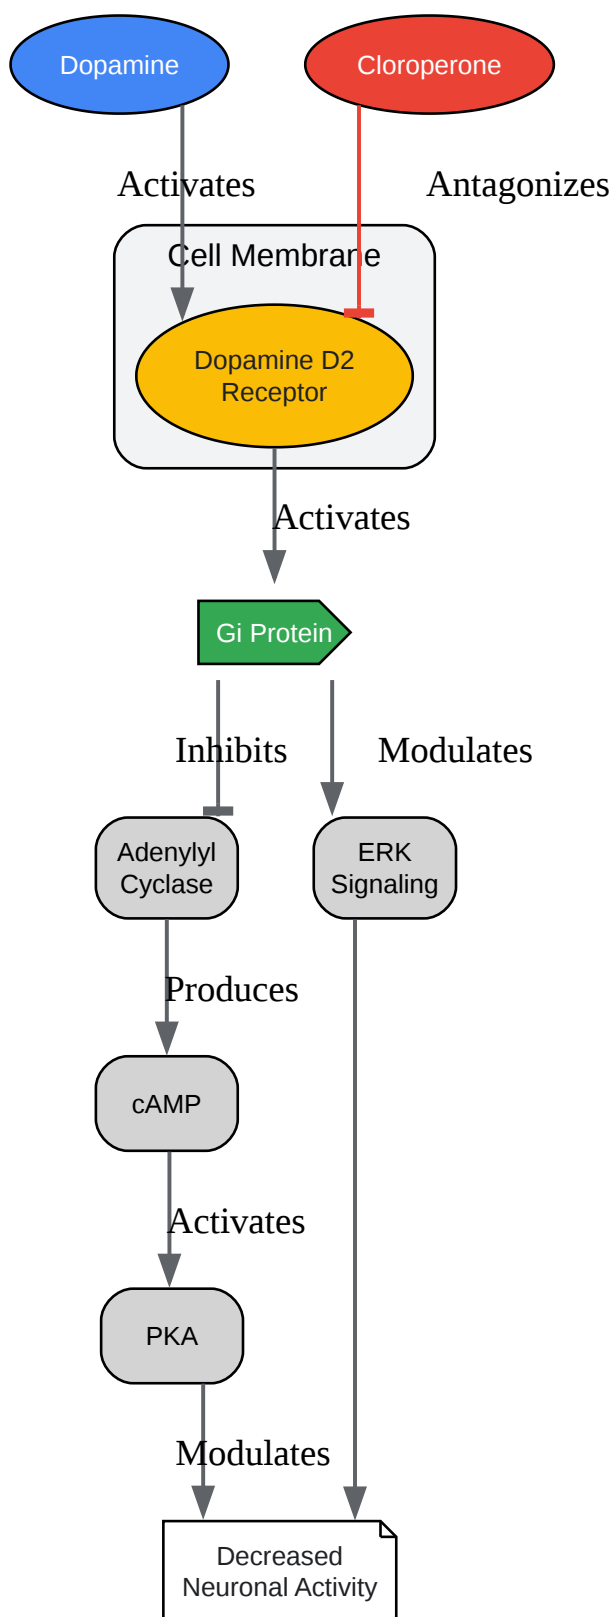 Dopamine
Cloroperone
Activates
Antagonizes
Cell Membrane
Dopamine D2
Receptor
Activates
Gi Protein
Inhibits
Modulates
Adenylyl
Cyclase
ERK
Signaling
Produces
cAMP
Activates
PKA
Modulates
Decreased
Neuronal Activity